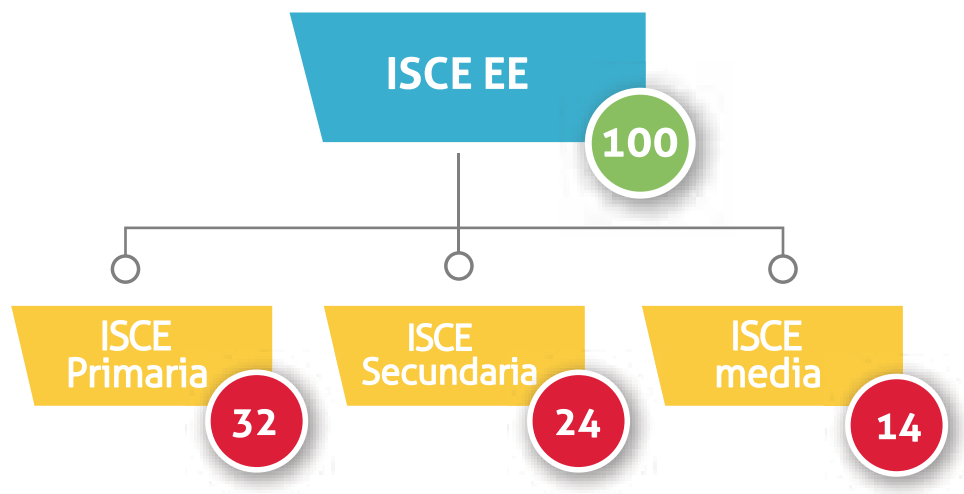 ISCE EE
100
ISCE
Primaria
32
ISCE
Secundaria
24
ISCE
media
14